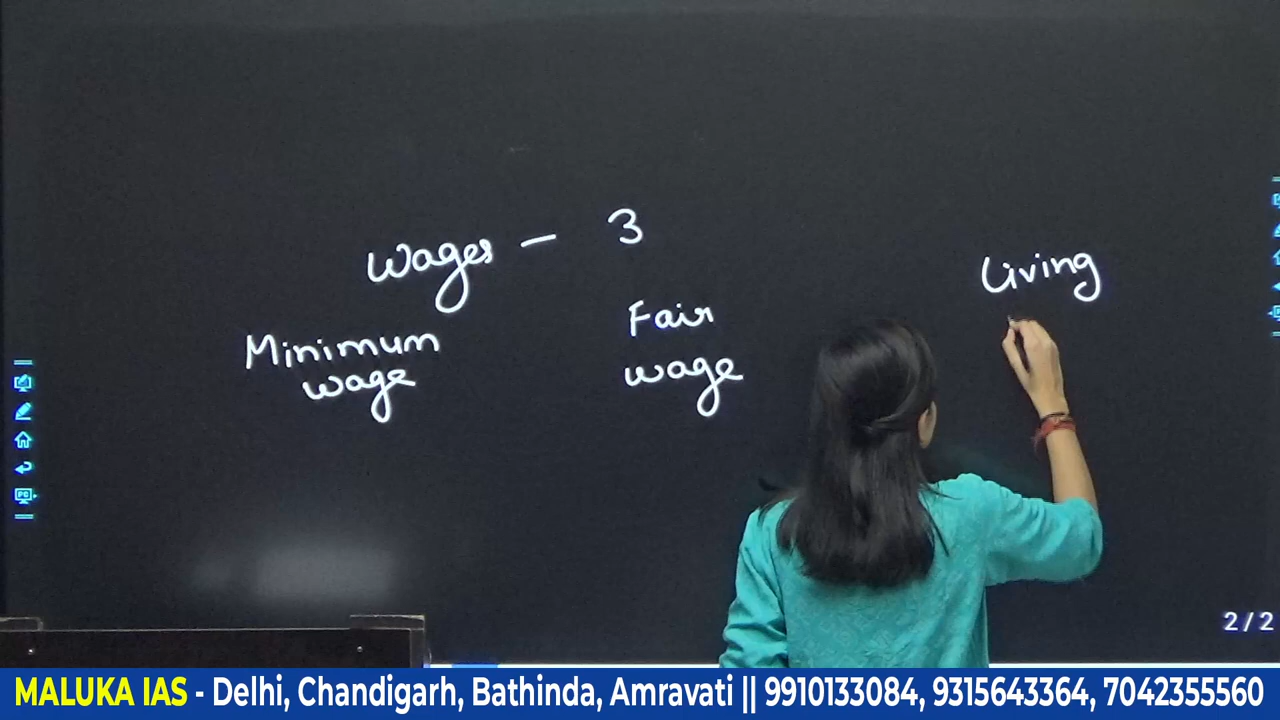 Wages - 3
Minimum
wage
Fair
wage
Living
2/2
MALUKA IAS - Delhi, Chandigarh, Bathinda, Amravati || 9910133084, 9315643364, 7042355560